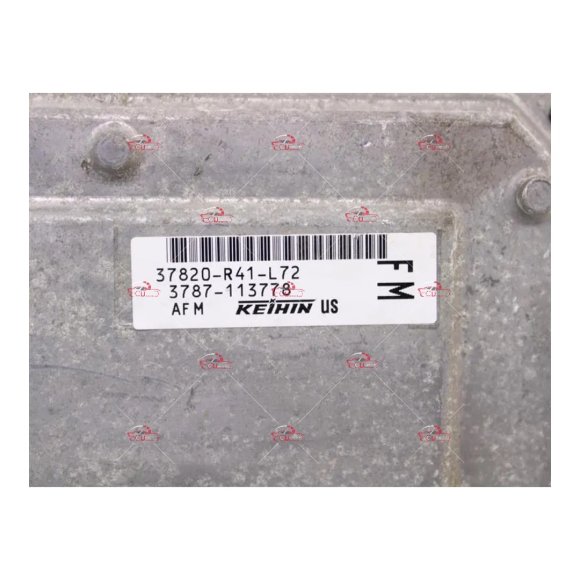 37820-R41-L72
3787-113778
AFM KEIHIN US
FM